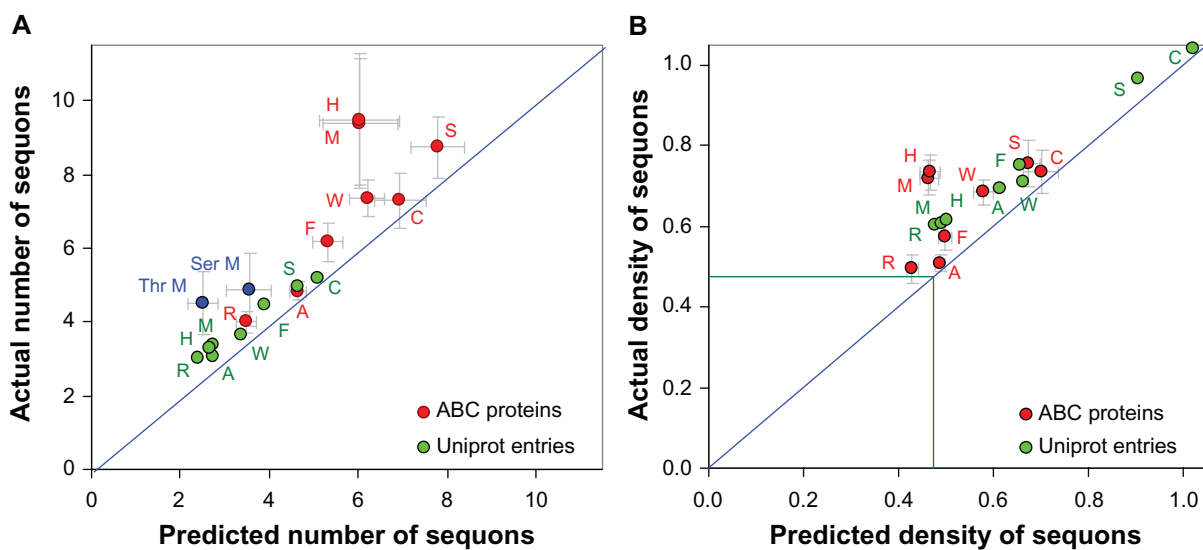 A
Actual number of sequons
10
8
6
4
2
0
H
M
S
W
C
F
Ser M
Thr M
S
C
A
R
M
F
H
W
R
A
ABC proteins
Uniprot entries
0
2
4
6
8
10
Predicted number of sequons
B
Actual density of sequons
1.0
0.8
0.6
0.4
0.2
0.0
C
S
S
H
F
C
M
W
M
H
A
W
R
F
R
A
ABC proteins
Uniprot entries
0.0
0.2
0.4
0.6
0.8
1.0
Predicted density of sequons